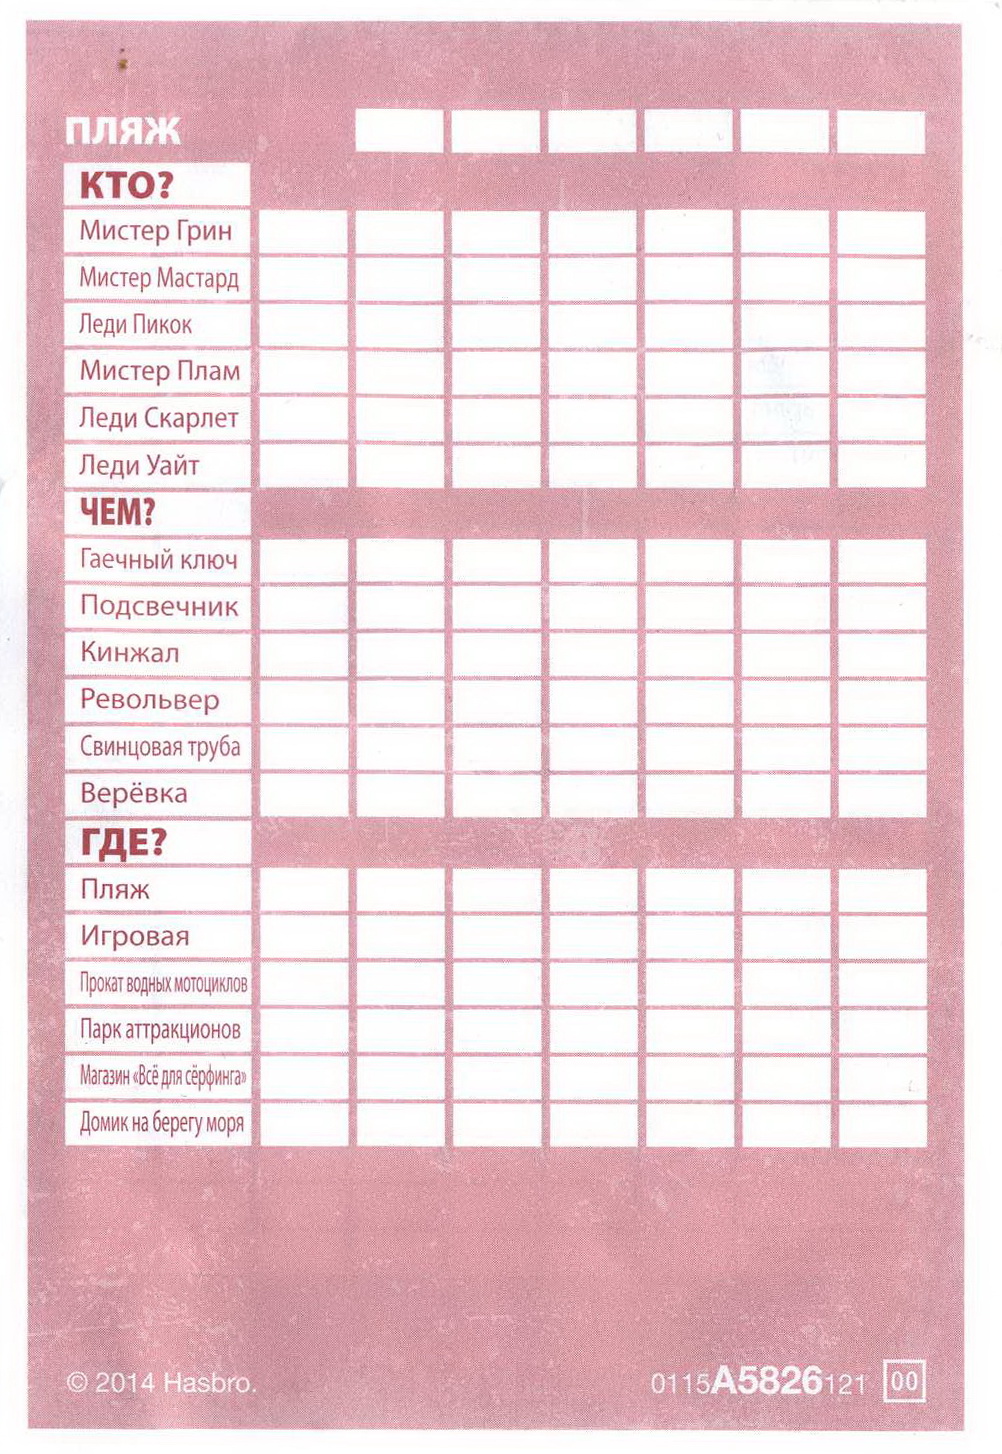 ПЛЯЖ
КТО?
Мистер Грин
Мистер Мастард
Леди Пикок
Мистер Плам
Леди Скарлет
Леди Уайт
ЧЕМ?
Гаечный ключ
Подсвечник
Кинжал
Револьвер
Свинцовая труба
Верёвка
ГДЕ?
Пляж
Игровая
Прокат водных мотоциклов
Парк аттракционов
Магазин «Всё для сёрфинга»
Домик на берегу моря
© 2014 Hasbro. 0115A5826121 00